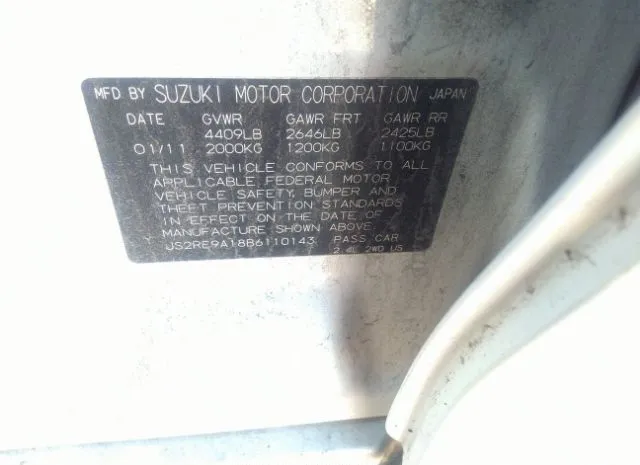 MFD BY SUZUKI MOTOR CORPORATION JAPAN
DATE GVWR GAWR FRT GAWR RR
4409LB 2646LB 2425LB
01/11 2000KG 1200KG 1100KG
THIS VEHICLE CONFORMS TO ALL
APPLICABLE FEDERAL MOTOR
VEHICLE SAFETY, BUMPER AND
THEFT PREVENTION STANDARDS
IN EFFECT ON THE DATE OF
MANUFACTURE SHOWN ABOVE.
JS2RE9A18B6110143 PASS CAR
2.4L 2WD US